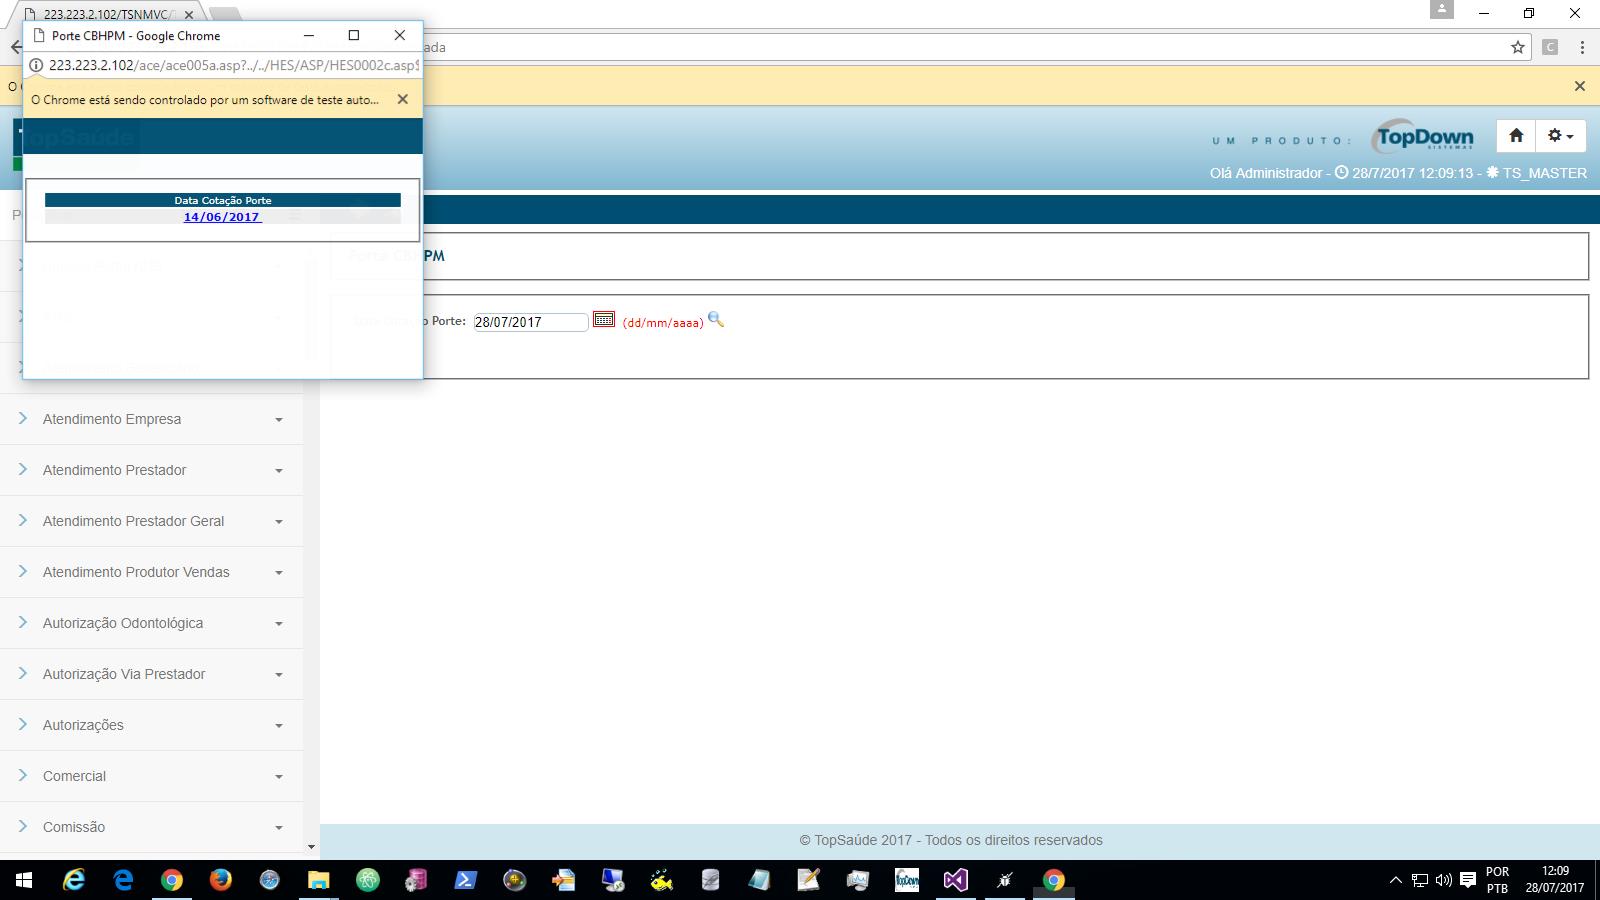 223.223.2.102/TSNMVC/
Porte CBHPM - Google Chrome
ada
223.223.2.102/ace/ace005a.asp?../../HES/ASP/HES0002c.asp
C
O Chrome está sendo controlado por um software de teste auto...
O
TopSaúde
UM PRODUTO:
TopDown
SISTEMAS
Olá Administrador - 28/7/2017 12:09:13 - TS_MASTER
Data Cotação Porte
14/06/2017
Porte CBHPM
Porte: 28/07/2017 (dd/mm/aaaa)
Atendimento Empresa
Atendimento Prestador
Atendimento Prestador Geral
Atendimento Produtor Vendas
Autorização Odontológica
Autorização Via Prestador
Autorizações
Comercial
Comissão
© TopSaúde 2017 - Todos os direitos reservados
TopDown
POR
PTB
12:09
28/07/2017